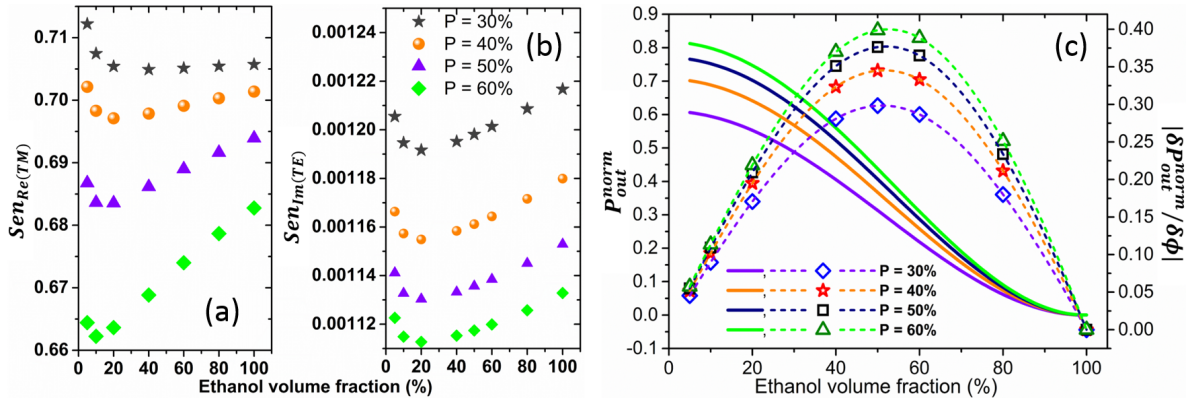 (a)
Sen_Re(TM)
0.71
0.70
0.69
0.68
0.67
0.66
0 20 40 60 80 100
(b)
Sen_Im(TE)
0.00124
0.00122
0.00120
0.00118
0.00116
0.00114
0.00112
P = 30%
P = 40%
P = 50%
P = 60%
0 20 40 60 80 100
Ethanol volume fraction (%)
(c)
P_out^norm
0.9
0.8
0.7
0.6
0.5
0.4
0.3
0.2
0.1
0.0
-0.1
P = 30%
P = 40%
P = 50%
P = 60%
0 20 40 60 80 100
Ethanol volume fraction (%)
0.40
0.35
0.30
0.25
0.20
0.15
0.10
0.05
0.00
|δP_out^norm / δϕ|